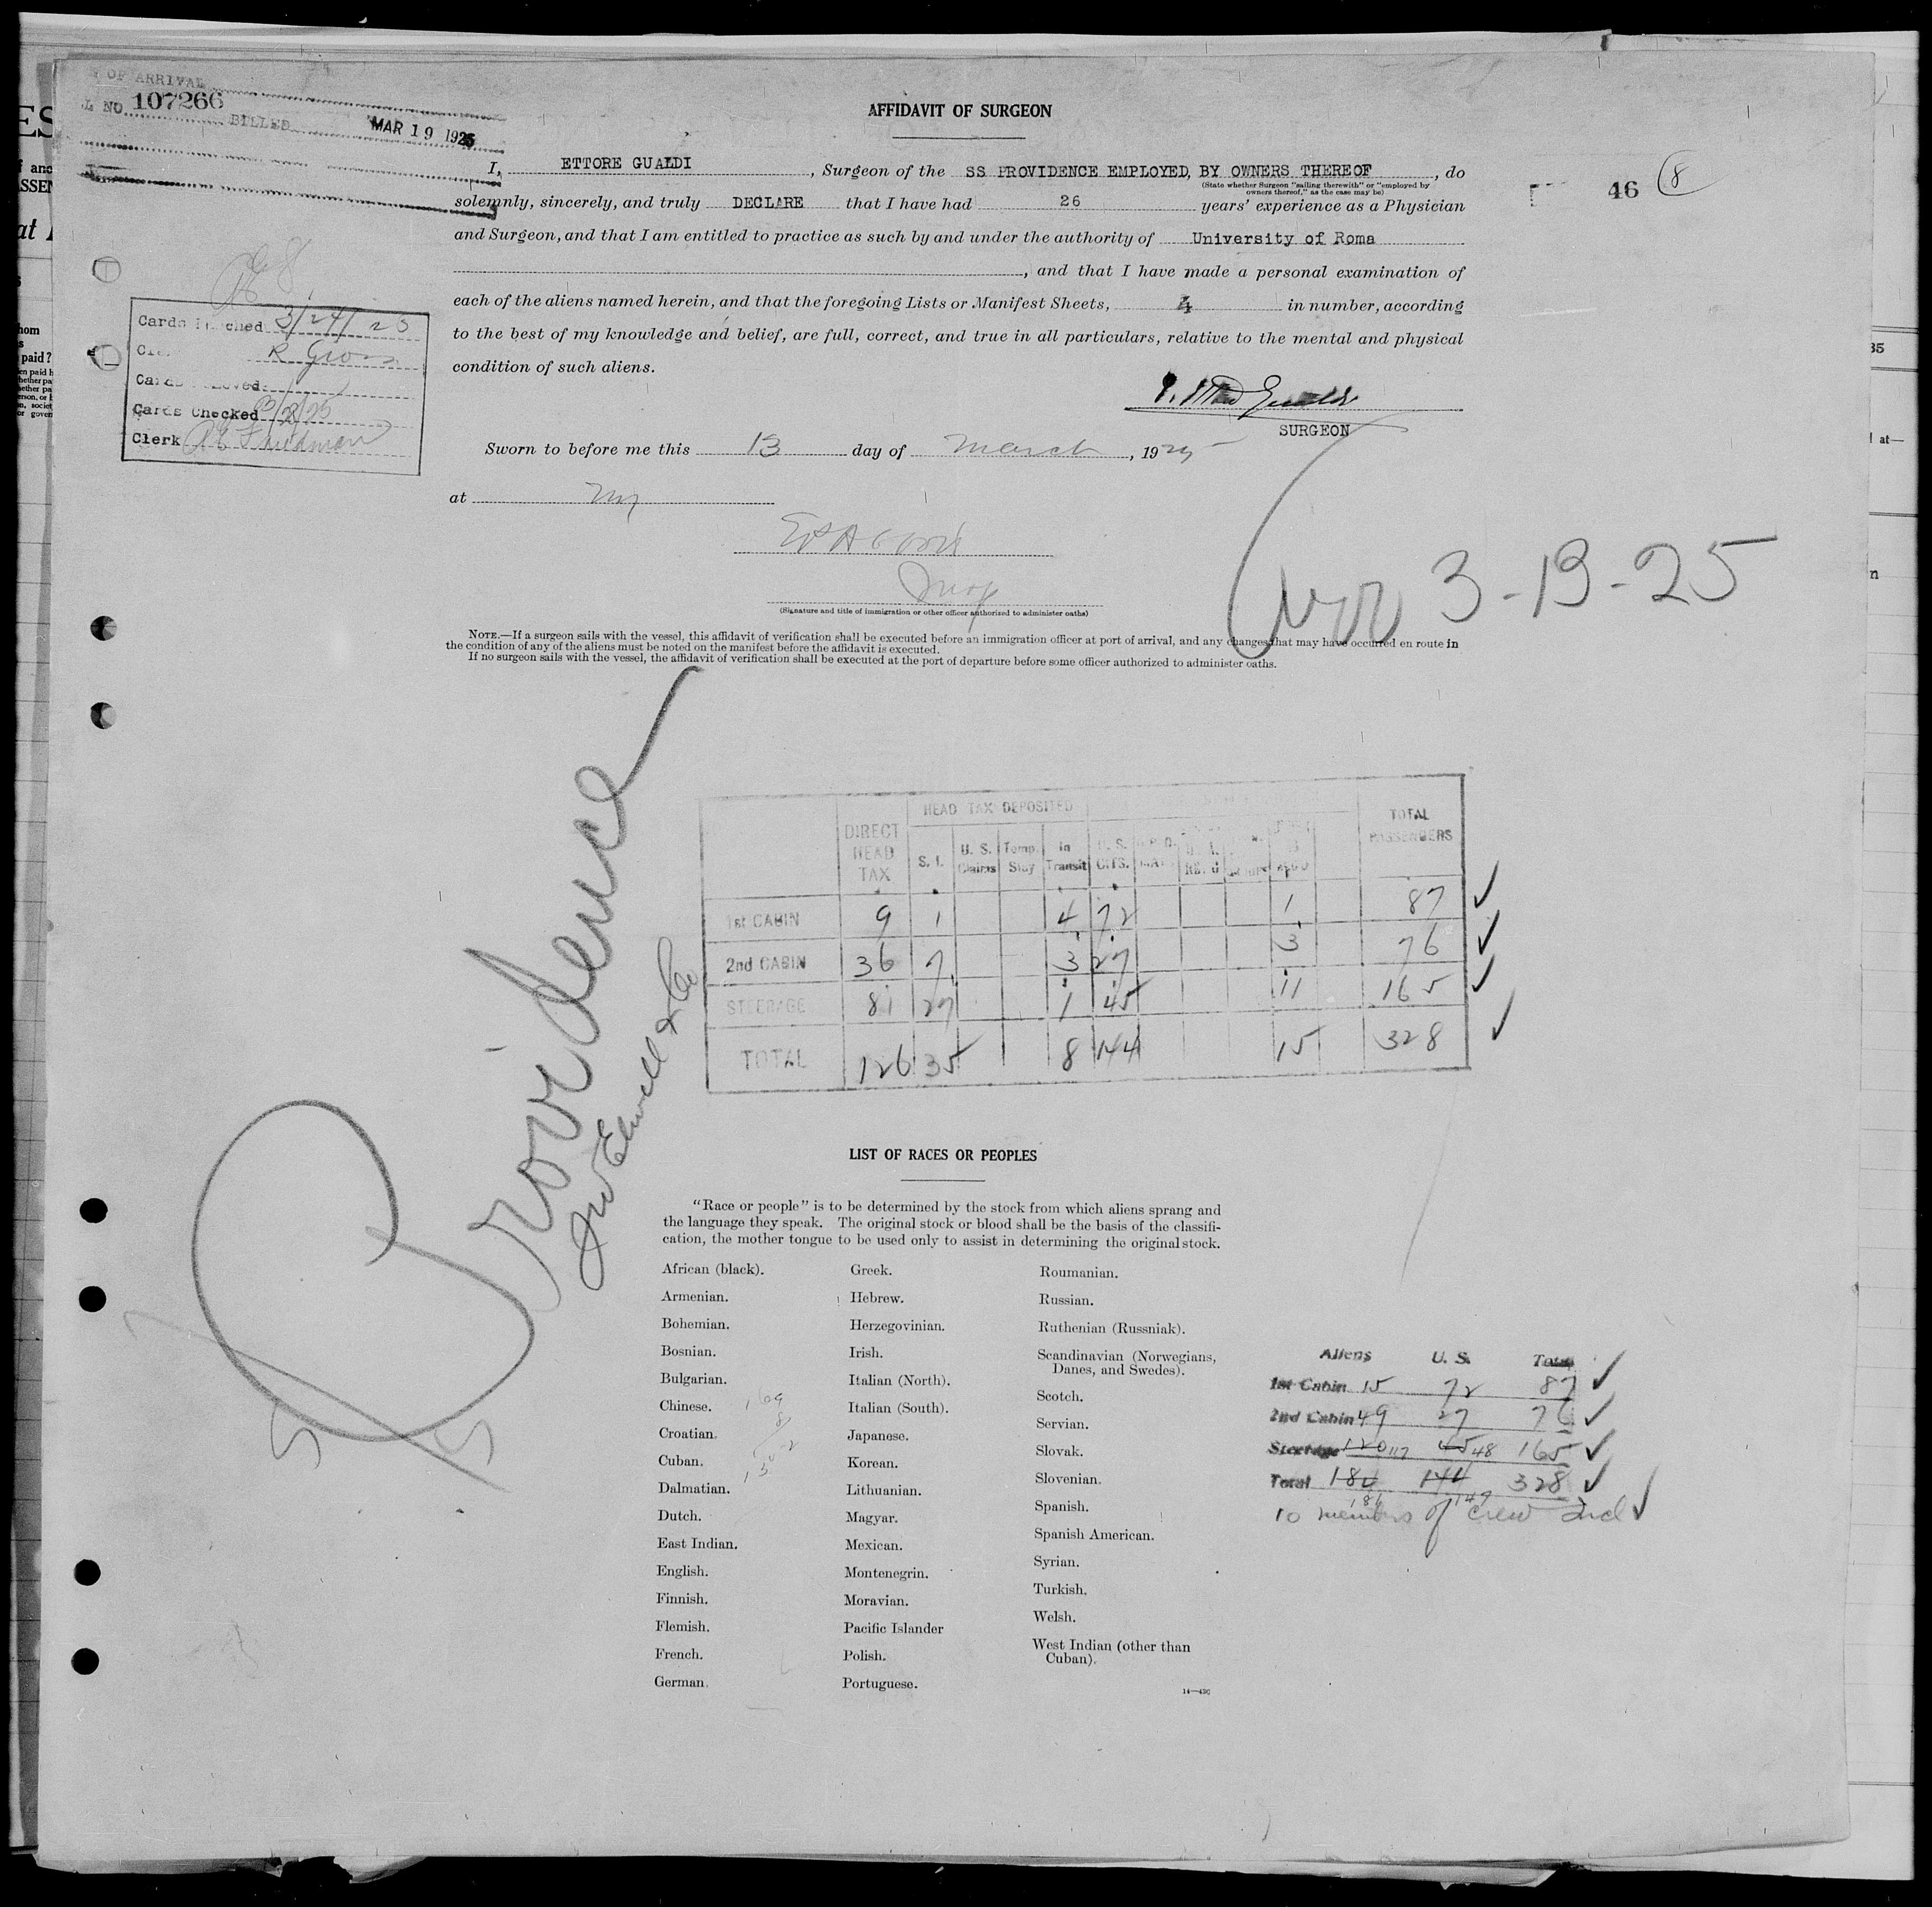 OF ARRIVAL
L NO. 107266
BILLED MAR 19 1925
AFFIDAVIT OF SURGEON
46 8
I, ETTORE GUALDI, Surgeon of the SS PROVIDENCE EMPLOYED, BY OWNERS THEREOF, do
(State whether Surgeon "sailing therewith" or "employed by
owners thereof," as the case may be)
solemnly, sincerely, and truly DECLARE that I have had 26 years' experience as a Physician
and Surgeon, and that I am entitled to practice as such by and under the authority of University of Roma
, and that I have made a personal examination of
each of the aliens named herein, and that the foregoing Lists or Manifest Sheets, 4 in number, according
to the best of my knowledge and belief, are full, correct, and true in all particulars, relative to the mental and physical
condition of such aliens.
SURGEON
Cards ched 3/24/25
R Gross
Cards
Cards Checked
Clerk Friedman
Sworn to before me this 13 day of March, 1925
at NY
Insp
(Signature and title of immigration or other officer authorized to administer oaths)
3-13-25
NOTE.—If a surgeon sails with the vessel, this affidavit of verification shall be executed before an immigration officer at port of arrival, and any changes that may have occurred en route in
the condition of any of the aliens must be noted on the manifest before the affidavit is executed.
If no surgeon sails with the vessel, the affidavit of verification shall be executed at the port of departure before some officer authorized to administer oaths.
Providence
JW Elwell & Co
DIRECT HEAD TAX HEAD TAX DEPOSITED TOTAL PASSENGERS
S. I. U. S. Claims Temp. Stay In Transit U. S. CITS.
1st CABIN 9 1 4 72 1 87
2nd CABIN 36 7 3 27 3 76
STEERAGE 81 27 1 45 11 165
TOTAL 126 35 8 144 15 328
LIST OF RACES OR PEOPLES
"Race or people" is to be determined by the stock from which aliens sprang and
the language they speak. The original stock or blood shall be the basis of the classifi-
cation, the mother tongue to be used only to assist in determining the original stock.
African (black).
Armenian.
Bohemian.
Bosnian.
Bulgarian.
Chinese.
Croatian.
Cuban.
Dalmatian.
Dutch.
East Indian.
English.
Finnish.
Flemish.
French.
German.
Greek.
Hebrew.
Herzegovinian.
Irish.
Italian (North).
Italian (South).
Japanese.
Korean.
Lithuanian.
Magyar.
Mexican.
Montenegrin.
Moravian.
Pacific Islander
Polish.
Portuguese.
Roumanian.
Russian.
Ruthenian (Russniak).
Scandinavian (Norwegians,
Danes, and Swedes).
Scotch.
Servian.
Slovak.
Slovenian.
Spanish.
Spanish American.
Syrian.
Turkish.
Welsh.
West Indian (other than
Cuban).
Aliens U. S. Total
1st Cabin 15 72 87
2nd Cabin 49 27 76
Steerage 120 117 45 48 165
Total 184 144 328
181 147
10 members of crew Incl